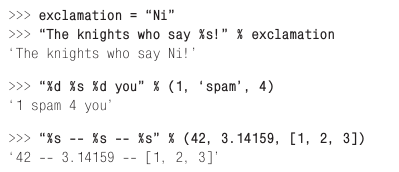 >>> exclamation = “Ni”
>>> “The knights who say %s!” % exclamation
‘The knights who say Ni!’
>>> “%d %s %d you” % (1, ‘spam’, 4)
‘1 spam 4 you’
>>> “%s -- %s -- %s” % (42, 3.14159, [1, 2, 3])
‘42 -- 3.14159 -- [1, 2, 3]’